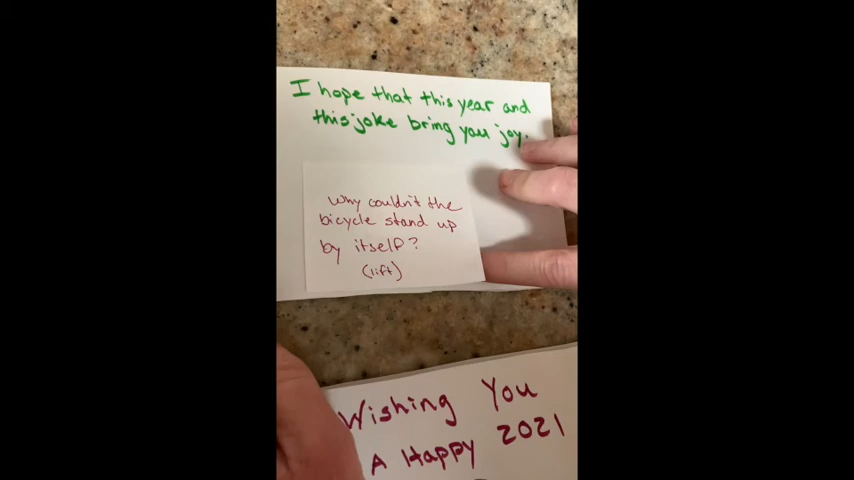 I hope that this year and
this joke bring you joy.
Why couldn't the
bicycle stand up
by itself?
(lift)
Wishing You
A Happy 2021